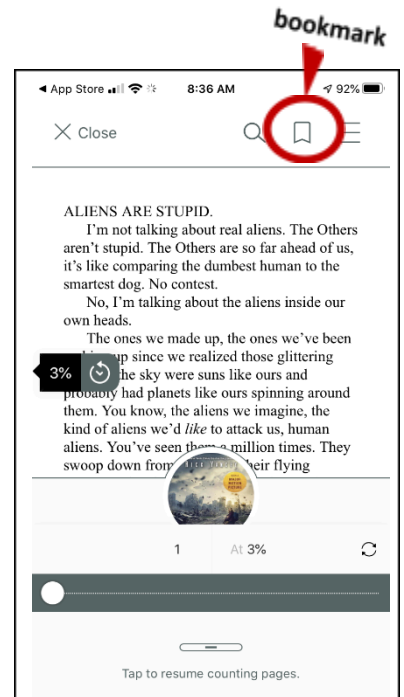 bookmark
App Store
8:36 AM
92%
Close
ALIENS ARE STUPID.
I'm not talking about real aliens. The Others
aren't stupid. The Others are so far ahead of us,
it's like comparing the dumbest human to the
smartest dog. No contest.
No, I'm talking about the aliens inside our
own heads.
The ones we made up, the ones we've been
up since we realized those glittering
3%
the sky were suns like ours and
probably had planets like ours spinning around
them. You know, the aliens we imagine, the
kind of aliens we'd like to attack us, human
aliens. You've seen them a million times. They
swoop down from their flying
1
At 3%
Tap to resume counting pages.